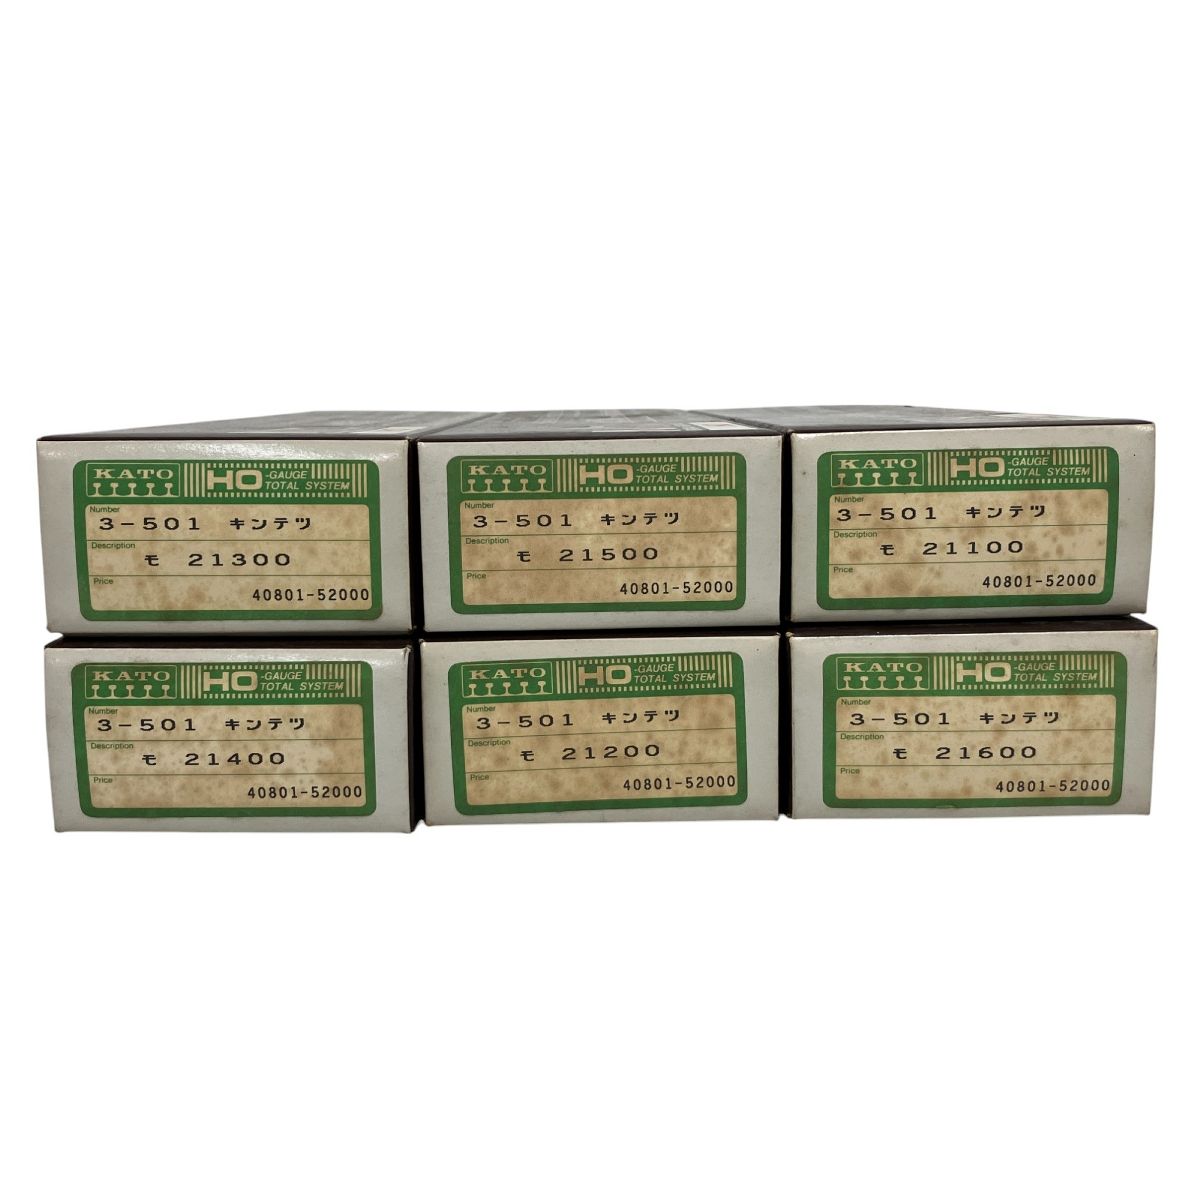 KATO HO -GAUGE TOTAL SYSTEM
Number
3-501 キンテツ
Description
モ 21300
Price
40801-52000
KATO HO -GAUGE TOTAL SYSTEM
Number
3-501 キンテツ
Description
モ 21500
Price
40801-52000
KATO HO -GAUGE TOTAL SYSTEM
Number
3-501 キンテツ
Description
モ 21100
Price
40801-52000
KATO HO -GAUGE TOTAL SYSTEM
Number
3-501 キンテツ
Description
モ 21400
Price
40801-52000
KATO HO -GAUGE TOTAL SYSTEM
Number
3-501 キンテツ
Description
モ 21200
Price
40801-52000
KATO HO -GAUGE TOTAL SYSTEM
Number
3-501 キンテツ
Description
モ 21600
Price
40801-52000